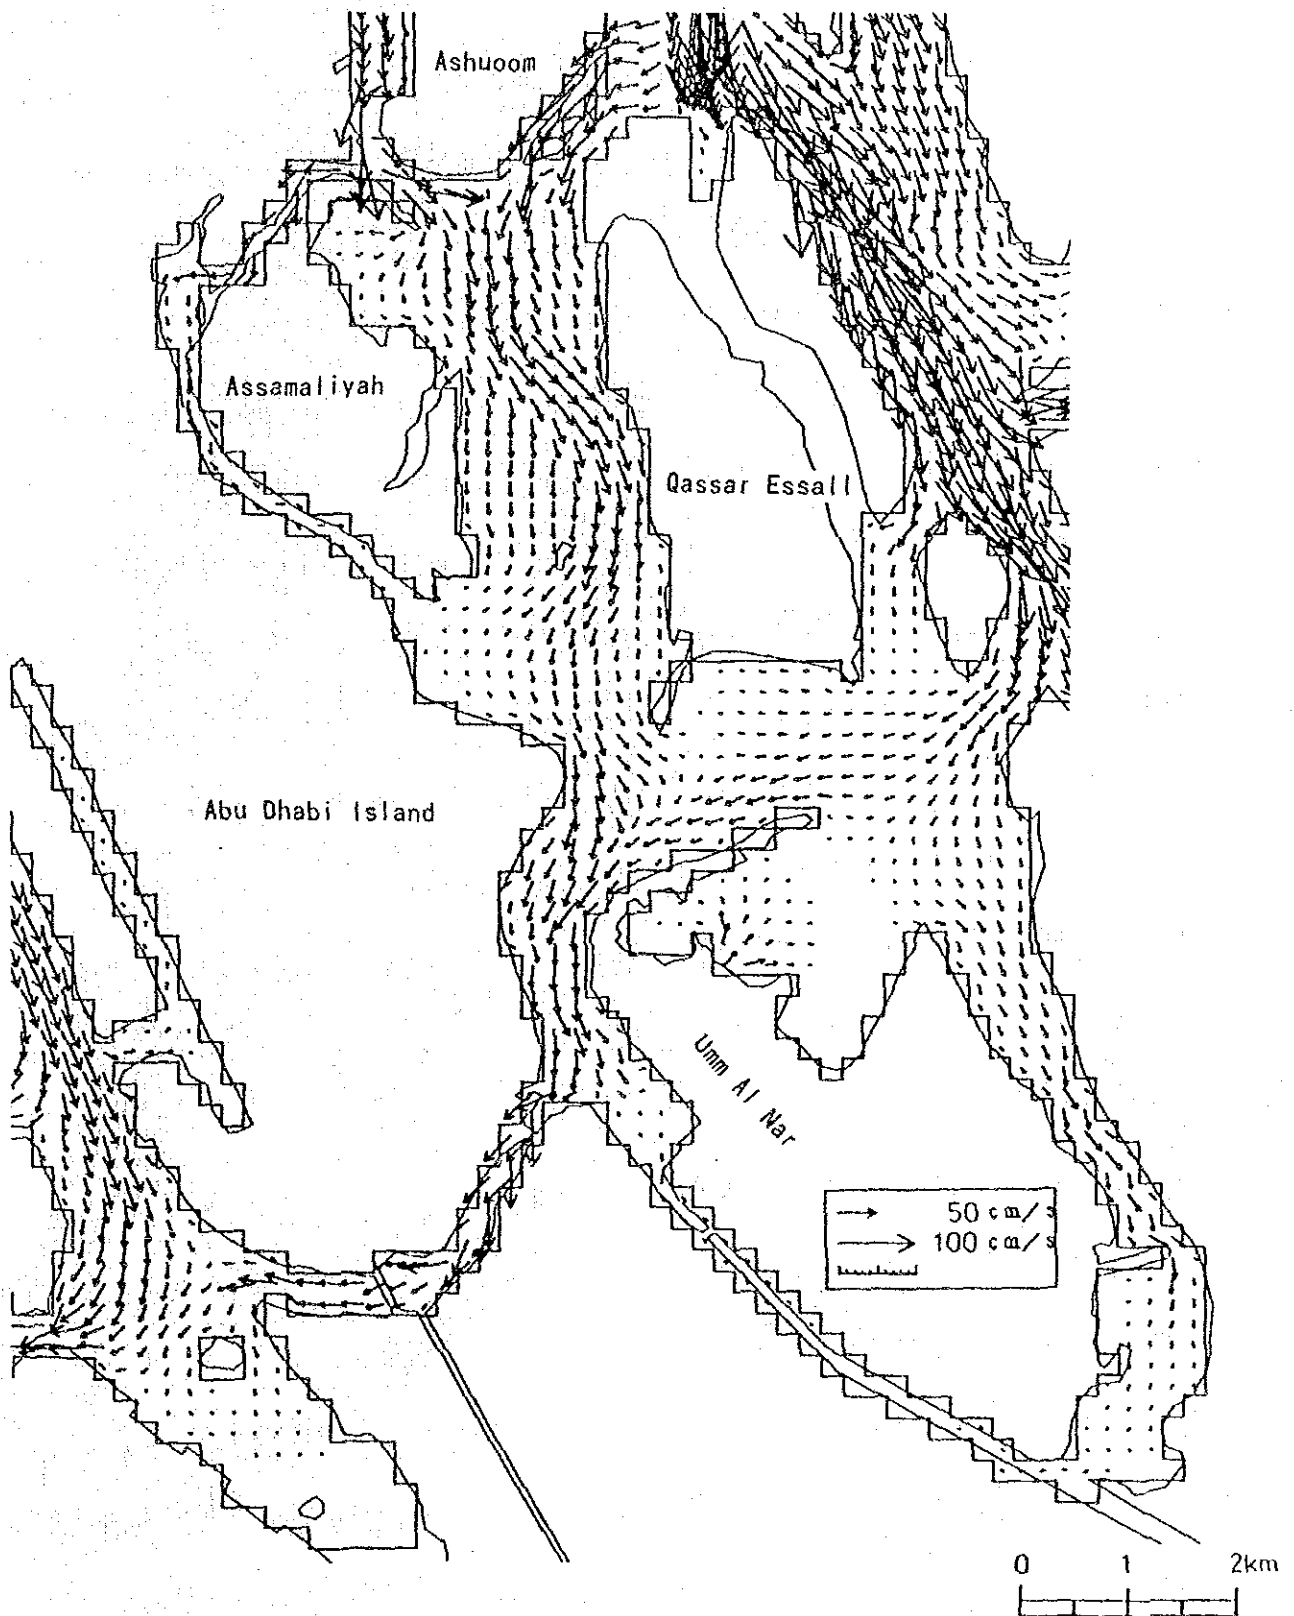 Ashuoom
Assamaliyah
Qassar Essall
Abu Dhabi Island
Umm Al Nar
50 cm/s
100 cm/s
0 1 2km